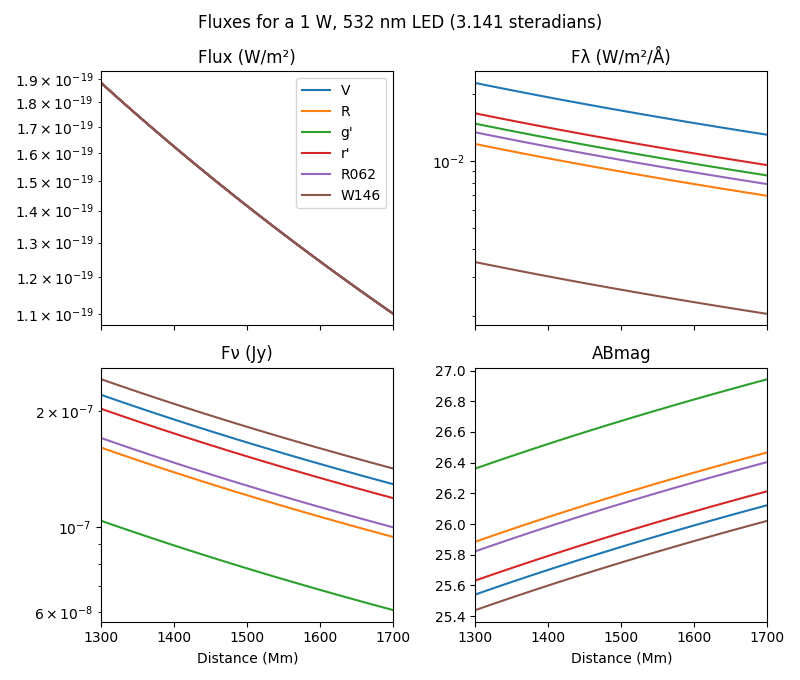 Fluxes for a 1 W, 532 nm LED (3.141 steradians)
Flux (W/m²)
1.9 × 10⁻¹⁹
1.8 × 10⁻¹⁹
1.7 × 10⁻¹⁹
1.6 × 10⁻¹⁹
1.5 × 10⁻¹⁹
1.4 × 10⁻¹⁹
1.3 × 10⁻¹⁹
1.2 × 10⁻¹⁹
1.1 × 10⁻¹⁹
V
R
g'
r'
R062
W146
Fλ (W/m²/Å)
10⁻²
Fν (Jy)
2 × 10⁻⁷
10⁻⁷
6 × 10⁻⁸
1300 1400 1500 1600 1700
Distance (Mm)
ABmag
27.0
26.8
26.6
26.4
26.2
26.0
25.8
25.6
25.4
1300 1400 1500 1600 1700
Distance (Mm)